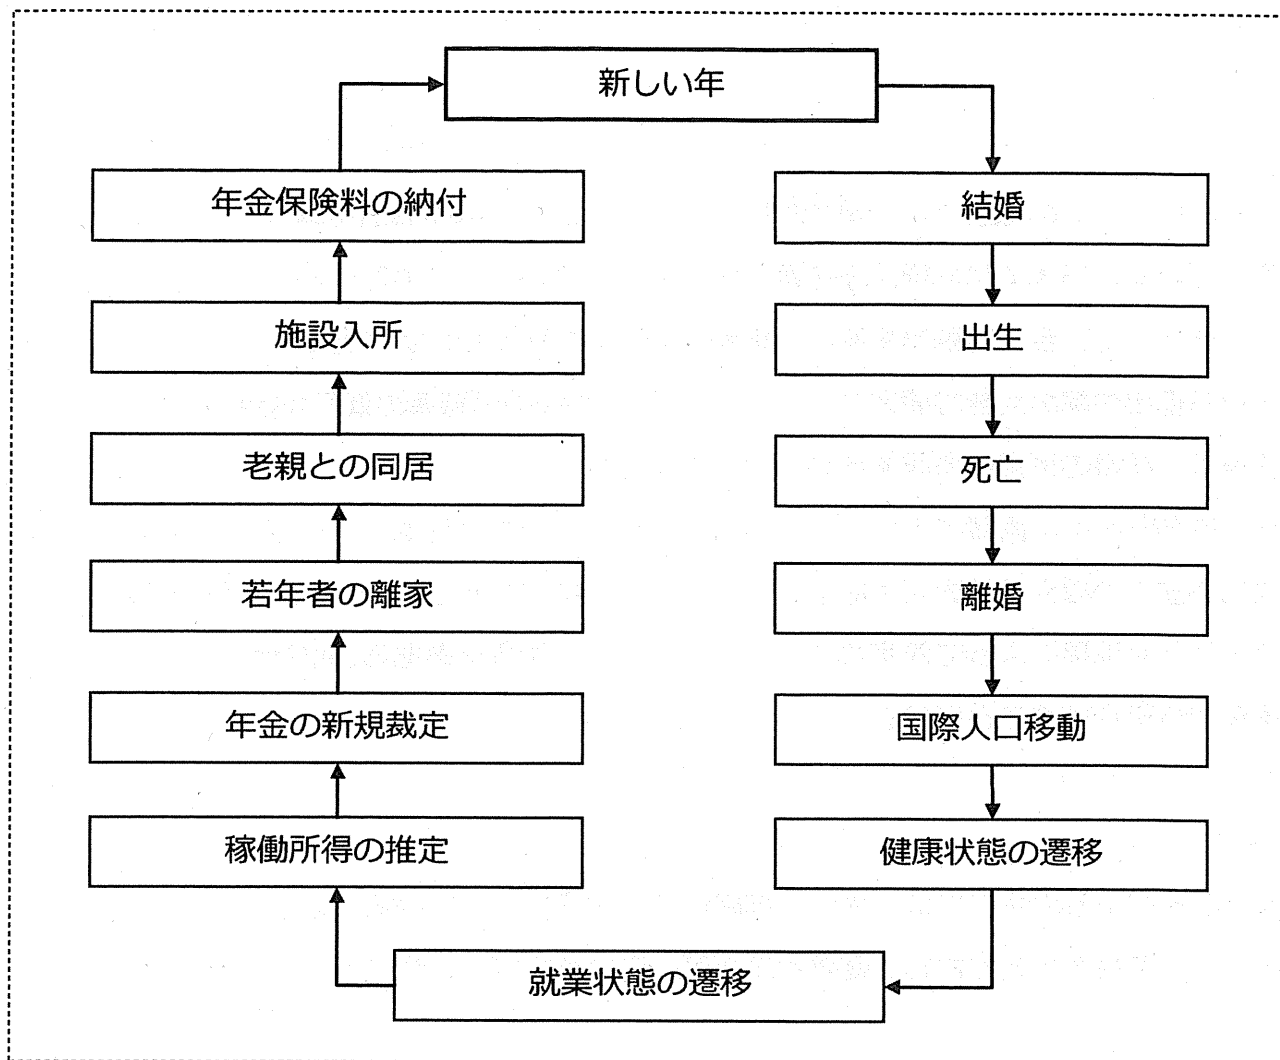 新しい年
結婚
出生
死亡
離婚
国際人口移動
健康状態の遷移
就業状態の遷移
稼働所得の推定
年金の新規裁定
若年者の離家
老親との同居
施設入所
年金保険料の納付